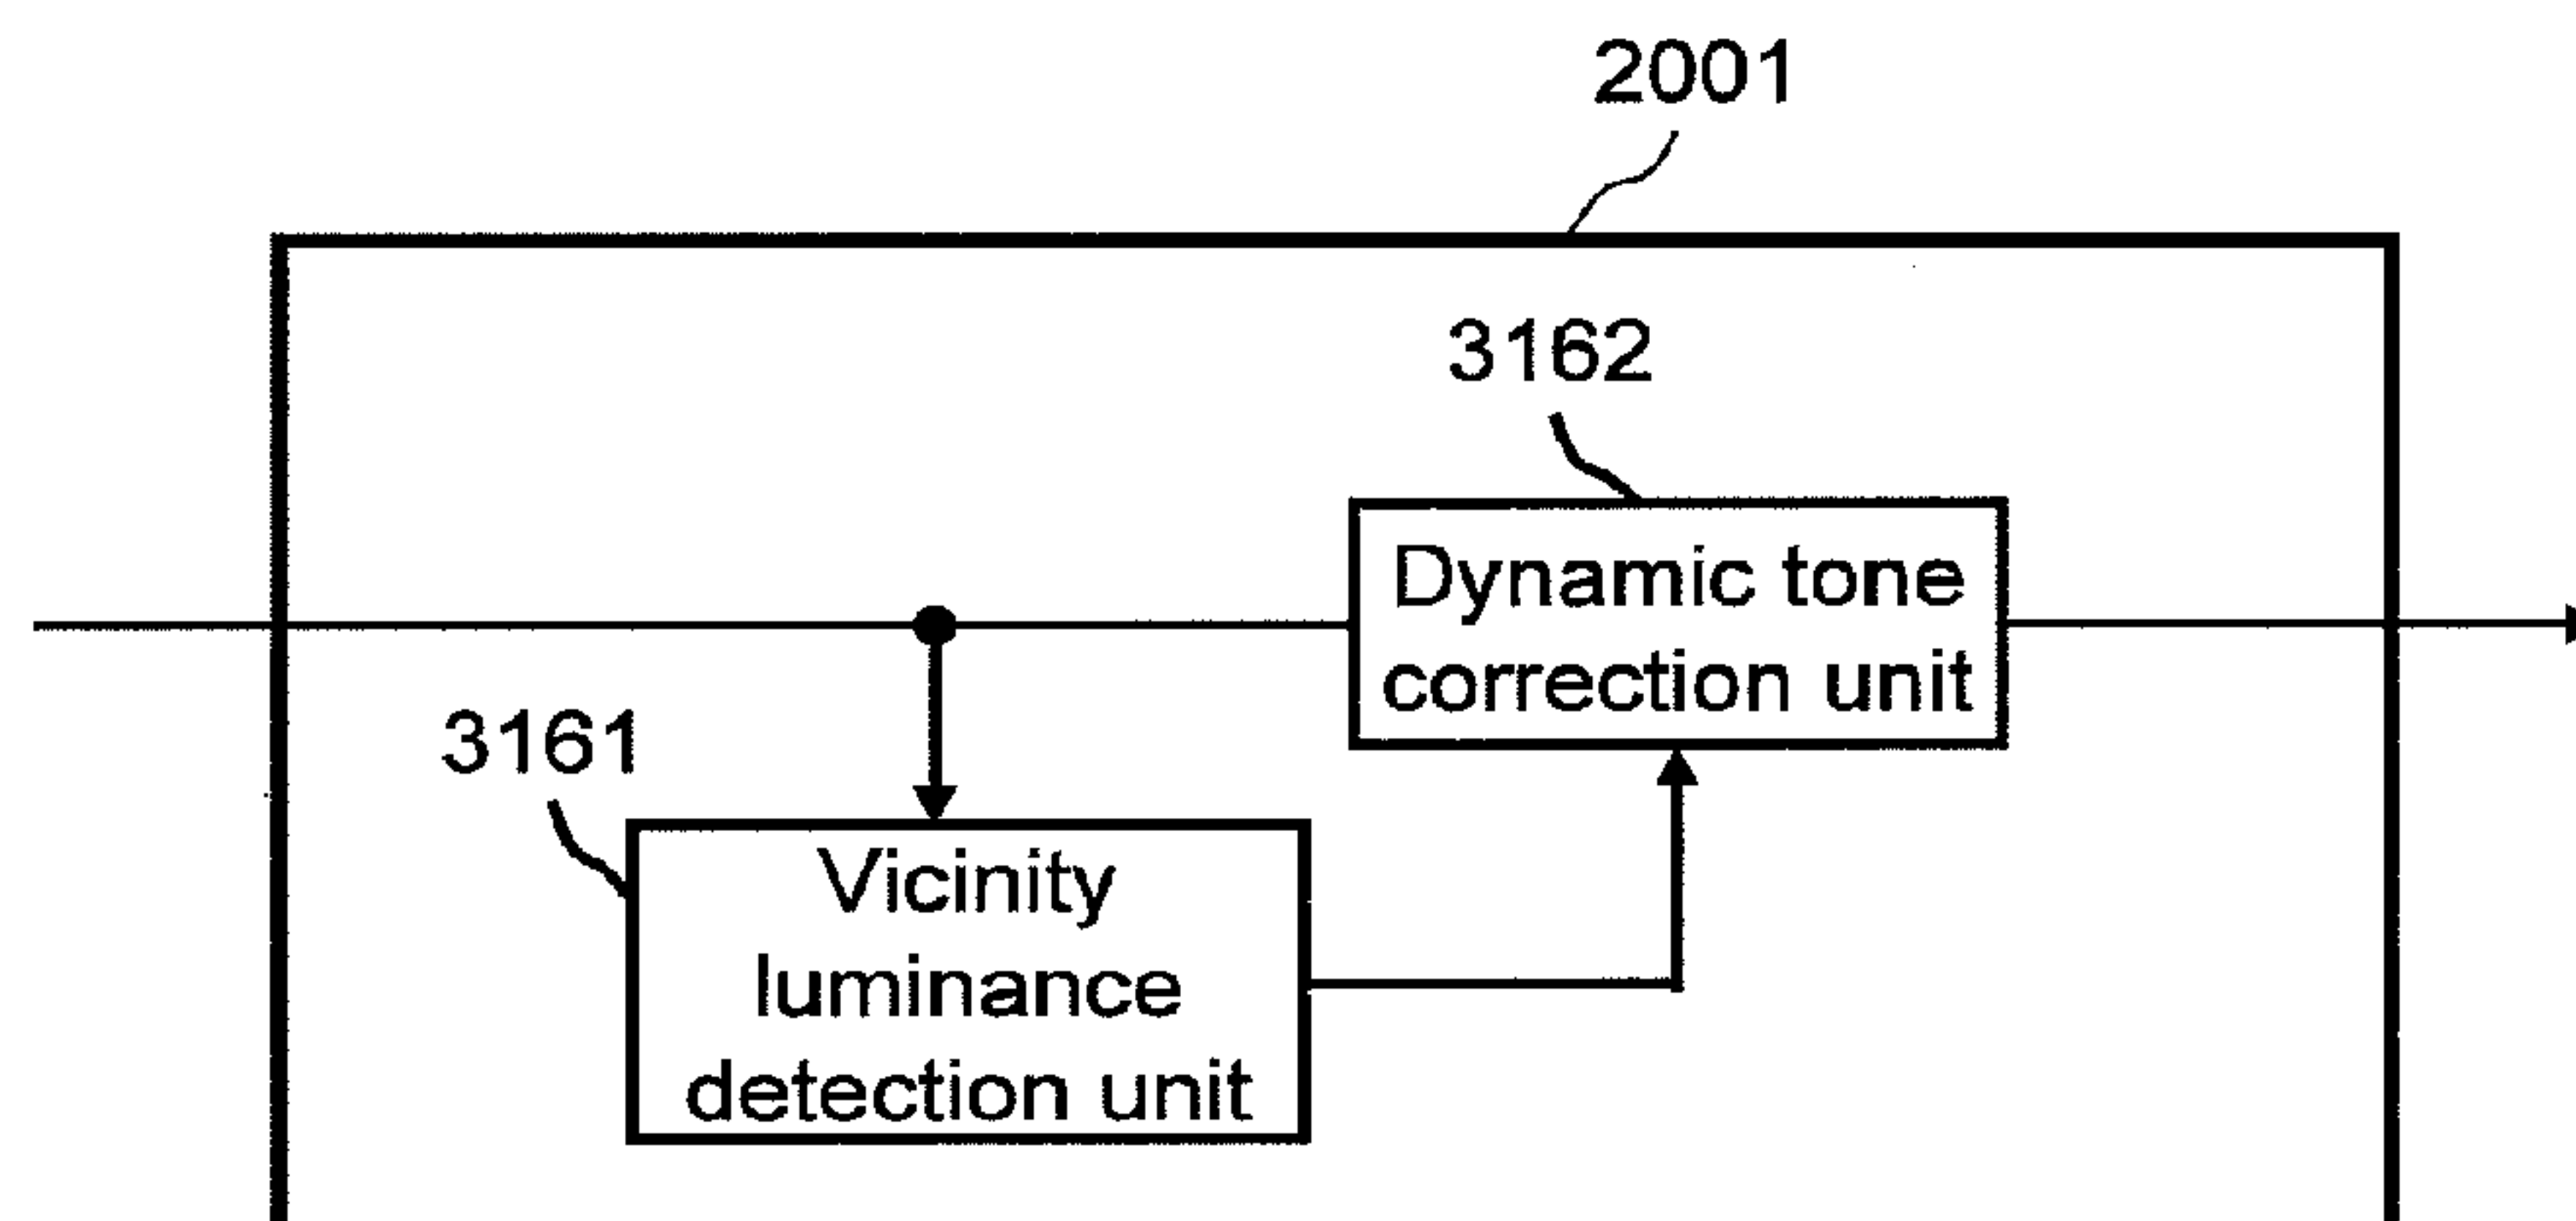 2001
3162
Dynamic tone
correction unit
3161
Vicinity
luminance
detection unit